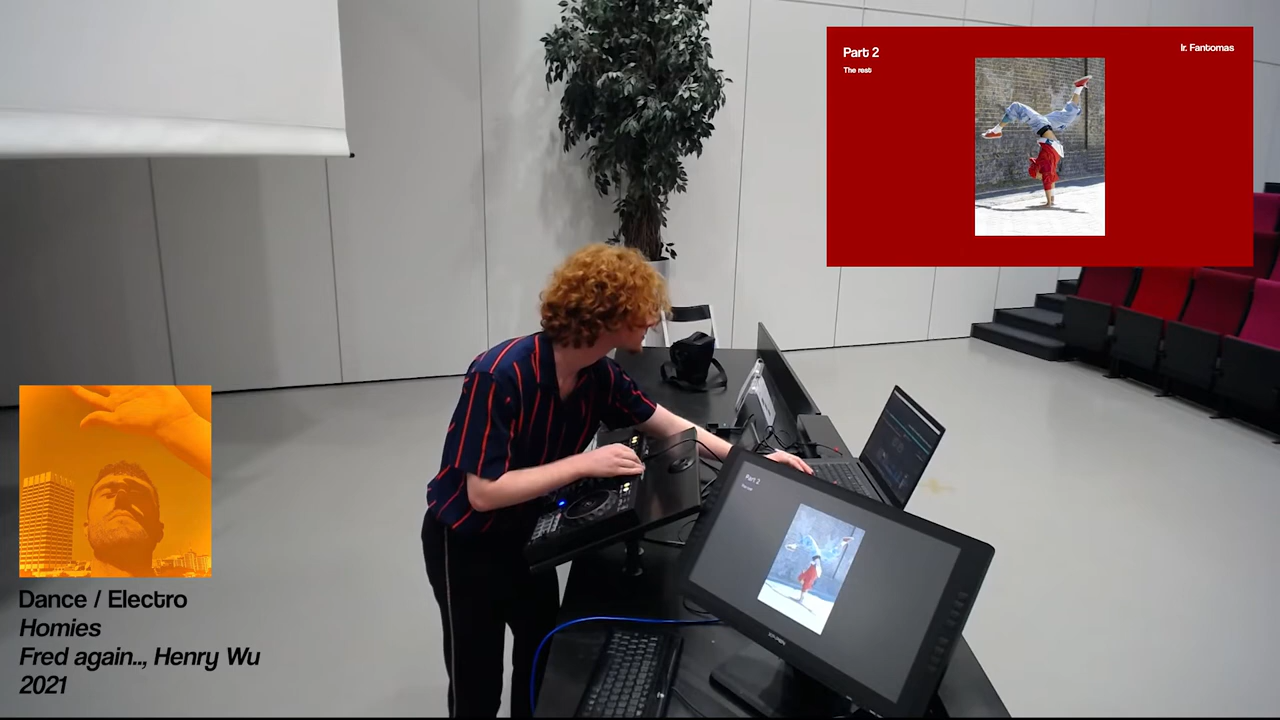 Part 2
The rest
Ir. Fantomas
Part 2
Dance / Electro
Homies
Fred again.., Henry Wu
2021